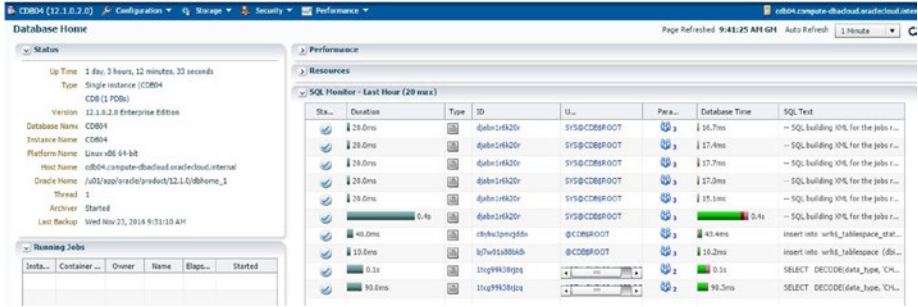 CDB04 (12.1.0.2.0) Configuration Storage Security Performance cdb04.compute-dbacloud.oraclecloud.inter
Database Home
Page Refreshed 9:41:25 AM GM Auto Refresh 1 Minute
Status
Up Time 1 day, 3 hours, 12 minutes, 33 seconds
Type Single instance (CDB04
CDB (1 PDBs)
Version 12.1.0.2.0 Enterprise Edition
Database Name CDB04
Instance Name CDB04
Platform Name Linux x86 64-bit
Host Name cdb04.compute-dbacloud.oraclecloud.internal
Oracle Home /u01/app/oracle/product/12.1.0/dbhome_1
Thread 1
Archiver Started
Last Backup Wed Nov 23, 2016 9:31:10 AM
Running Jobs
Insta... Container ... Owner Name Elaps... Started
Performance
Resources
SQL Monitor - Last Hour (20 max)
Sta... Duration Type ID U... Para... Database Time SQL Text
20.0ms SYS@CDB$ROOT 3 16.7ms -- SQL building XML for the jobs r...
20.0ms SYS@CDB$ROOT 3 17.4ms -- SQL building XML for the jobs r...
20.0ms SYS@CDB$ROOT 3 17.7ms -- SQL building XML for the jobs r...
20.0ms SYS@CDB$ROOT 3 17.0ms -- SQL building XML for the jobs r...
20.0ms SYS@CDB$ROOT 3 15.1ms -- SQL building XML for the jobs r...
0.4s SYS@CDB$ROOT 3 0.4s -- SQL building XML for the jobs r...
40.0ms @CDB$ROOT 3 43.4ms insert into wrh$_tablespace_stat...
10.0ms @CDB$ROOT 3 10.2ms insert into wrh$_tablespace (dbi...
0.1s 1tcg99k38rjzq 2 0.1s SELECT DECODE(data_type, 'CH...
90.0ms 1tcg99k38rjzq 2 90.3ms SELECT DECODE(data_type, 'CH...